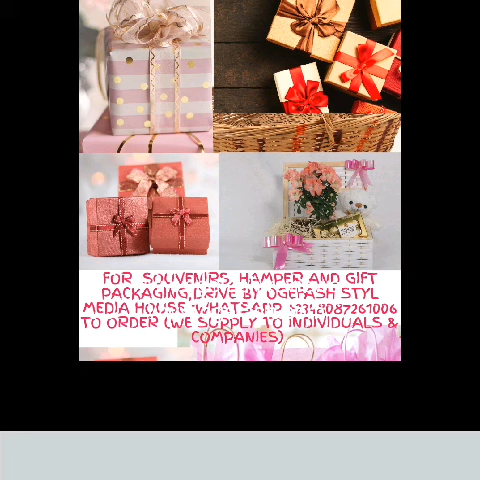 FOR SOUVENIRS, HAMPER AND GIFT
PACKAGING,DRIVE BY OGEFASH STYL
MEDIA HOUSE WHATSAPP +2348087261006
TO ORDER (WE SUPPLY TO INDIVIDUALS &
COMPANIES)